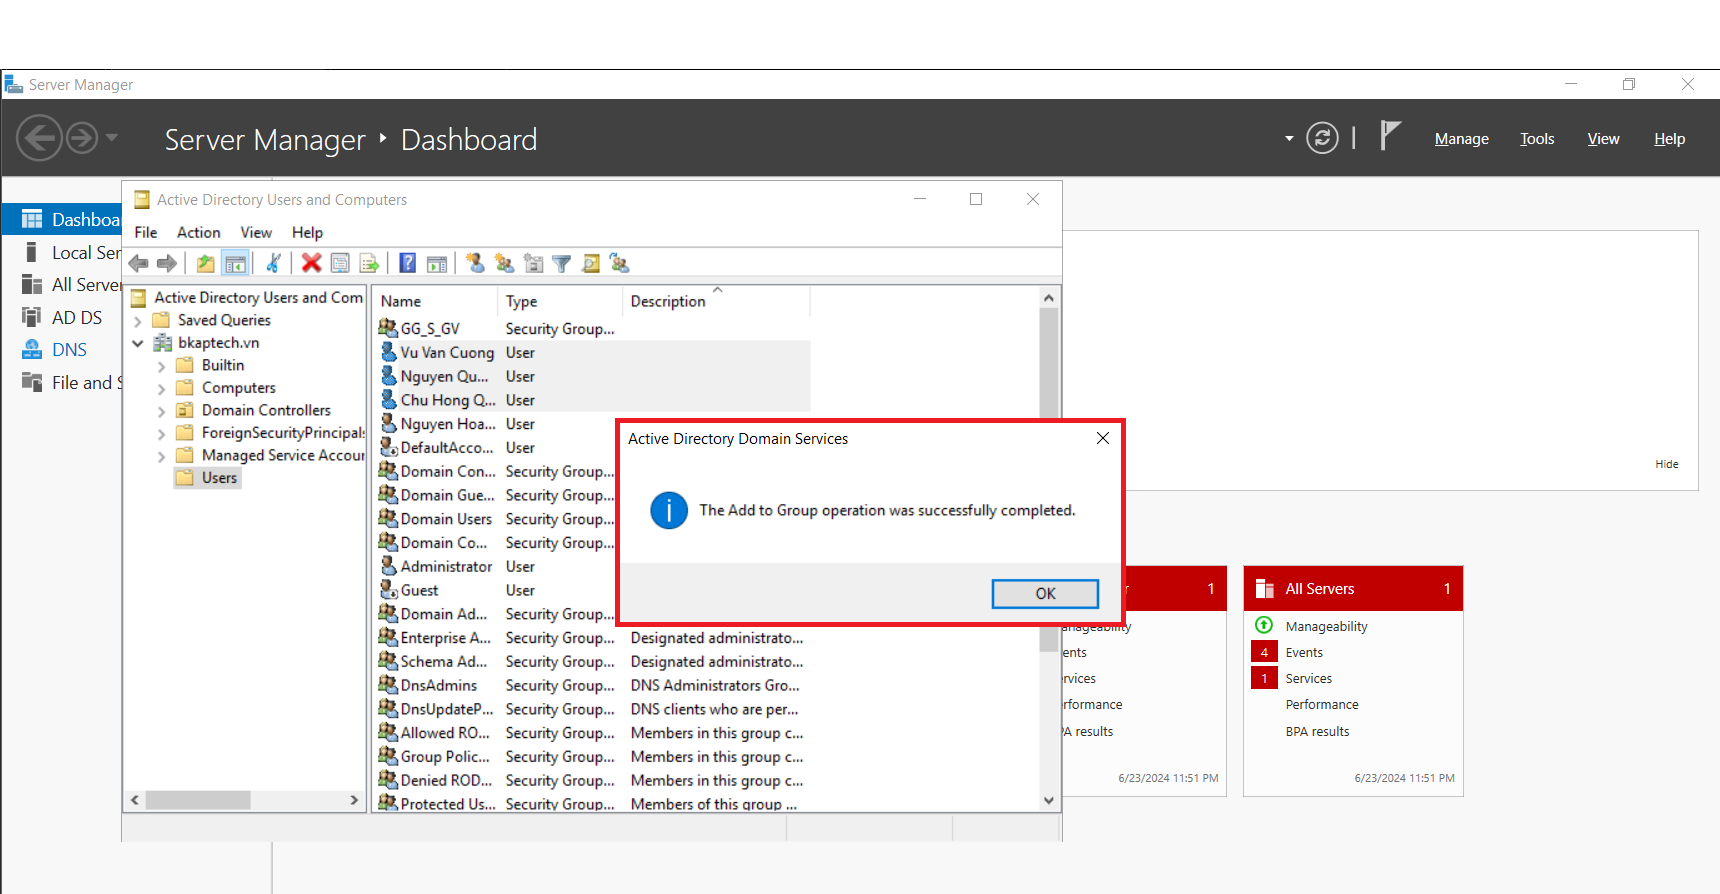 Server Manager
Server Manager ‣ Dashboard
Manage Tools View Help
Dashboa
Local Ser
All Server
AD DS
DNS
File and S
Active Directory Users and Computers
File Action View Help
Active Directory Users and Com
Saved Queries
bkaptech.vn
Builtin
Computers
Domain Controllers
ForeignSecurityPrincipals
Managed Service Accour
Users
Name Type Description
GG_S_GV Security Group...
Vu Van Cuong User
Nguyen Qu... User
Chu Hong Q... User
Nguyen Hoa... User
DefaultAcco... User
Domain Con... Security Group...
Domain Gue... Security Group...
Domain Users Security Group...
Domain Co... Security Group...
Administrator User
Guest User
Domain Ad... Security Group...
Enterprise A... Security Group... Designated administrato...
Schema Ad... Security Group... Designated administrato...
DnsAdmins Security Group... DNS Administrators Gro...
DnsUpdateP... Security Group... DNS clients who are per...
Allowed RO... Security Group... Members in this group c...
Group Polic... Security Group... Members in this group c...
Denied ROD... Security Group... Members in this group c...
Protected Us... Security Group... Members of this group ...
Active Directory Domain Services
The Add to Group operation was successfully completed.
OK
Hide
r 1
anageability
ents
rvices
rformance
PA results
6/23/2024 11:51 PM
All Servers 1
Manageability
4 Events
1 Services
Performance
BPA results
6/23/2024 11:51 PM